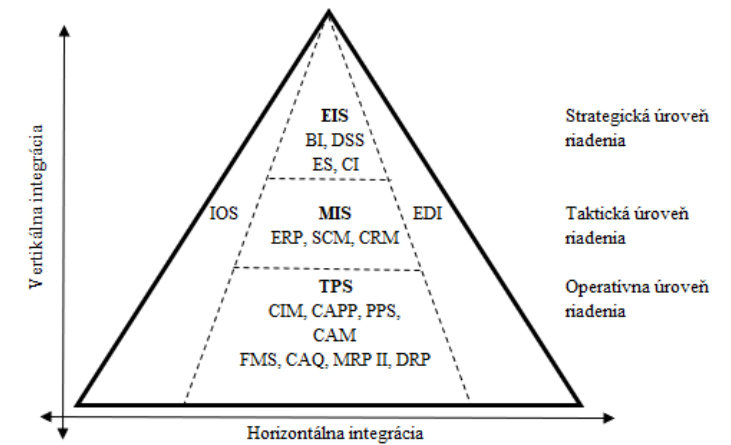 EIS
BI, DSS
ES, CI
Strategická úroveň
riadenia
Vertikálna integrácia
IOS
MIS
EDI
ERP, SCM, CRM
Taktická úroveň
riadenia
TPS
CIM, CAPP, PPS,
CAM
FMS, CAQ, MRP II, DRP
Operatívna úroveň
riadenia
Horizontálna integrácia